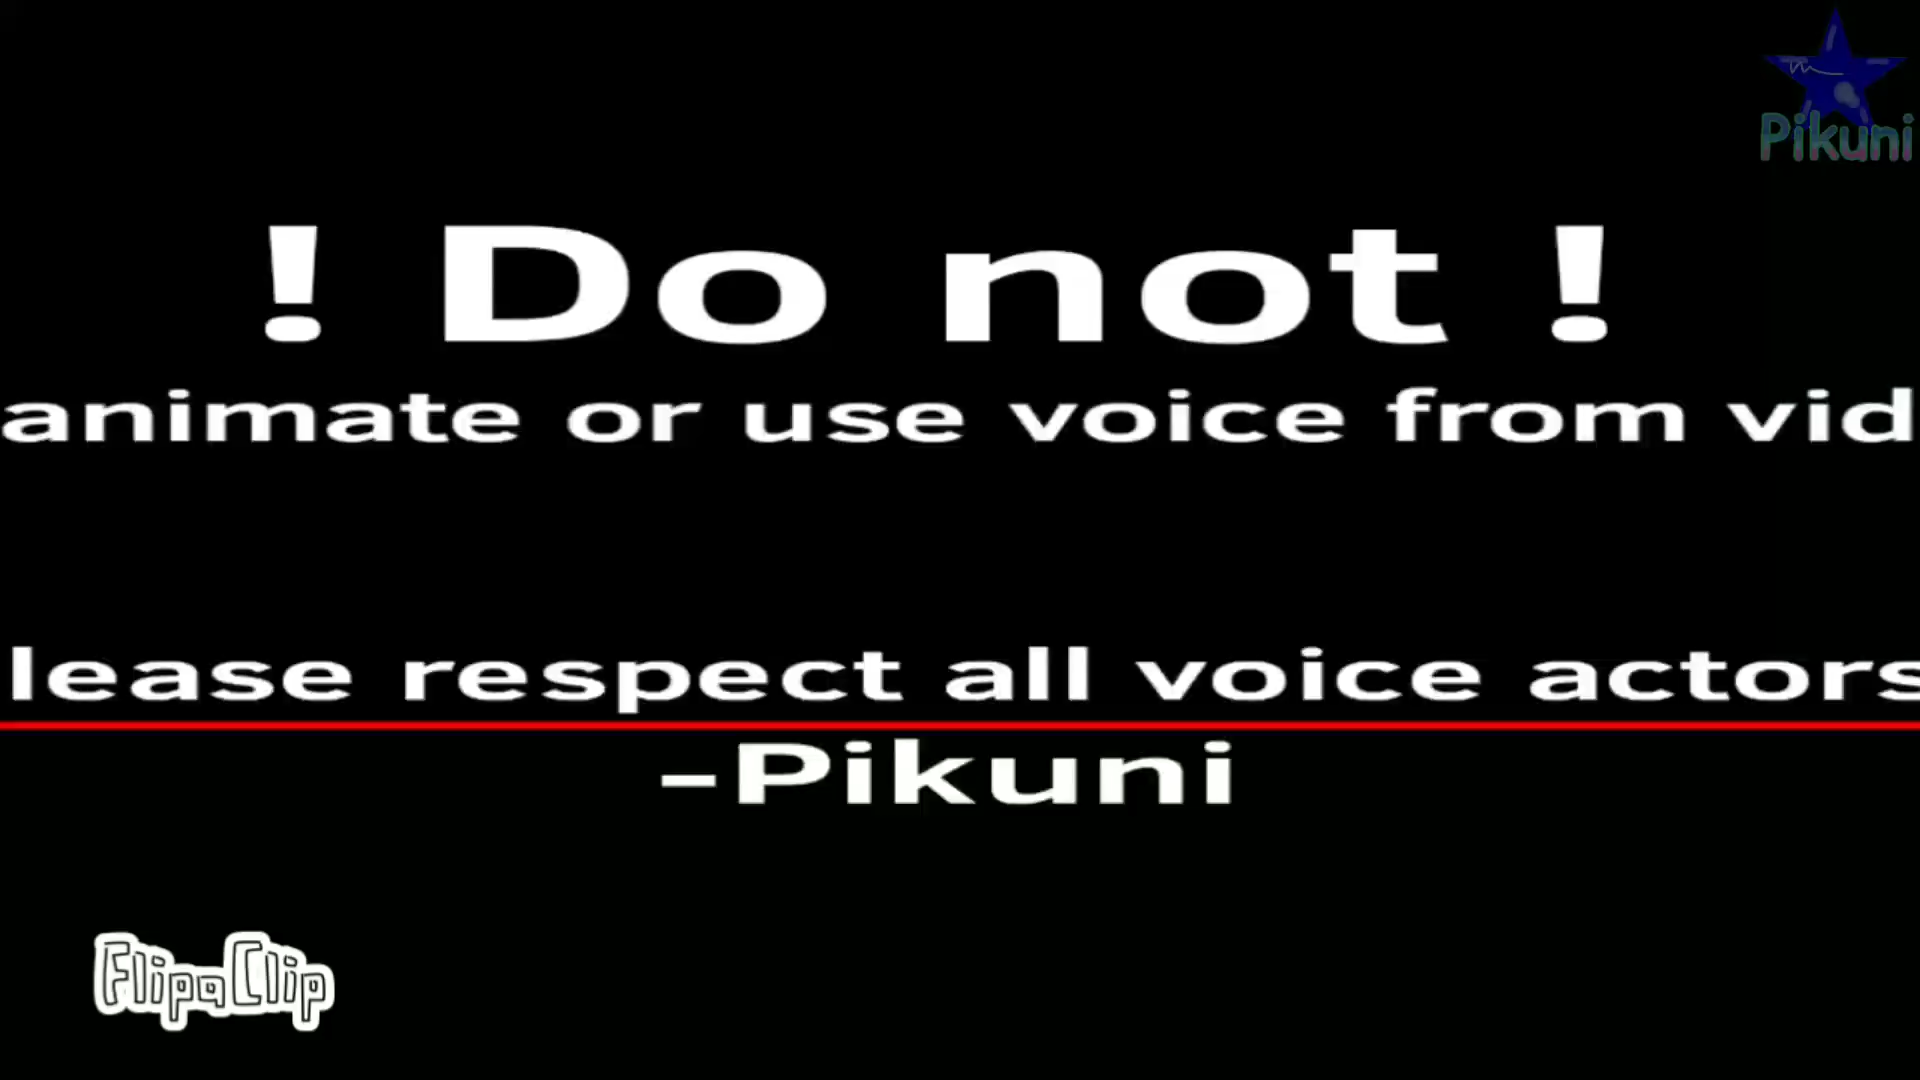 Pikuni
! Do not !
animate or use voice from vid
lease respect all voice actors
-Pikuni
FlipaClip